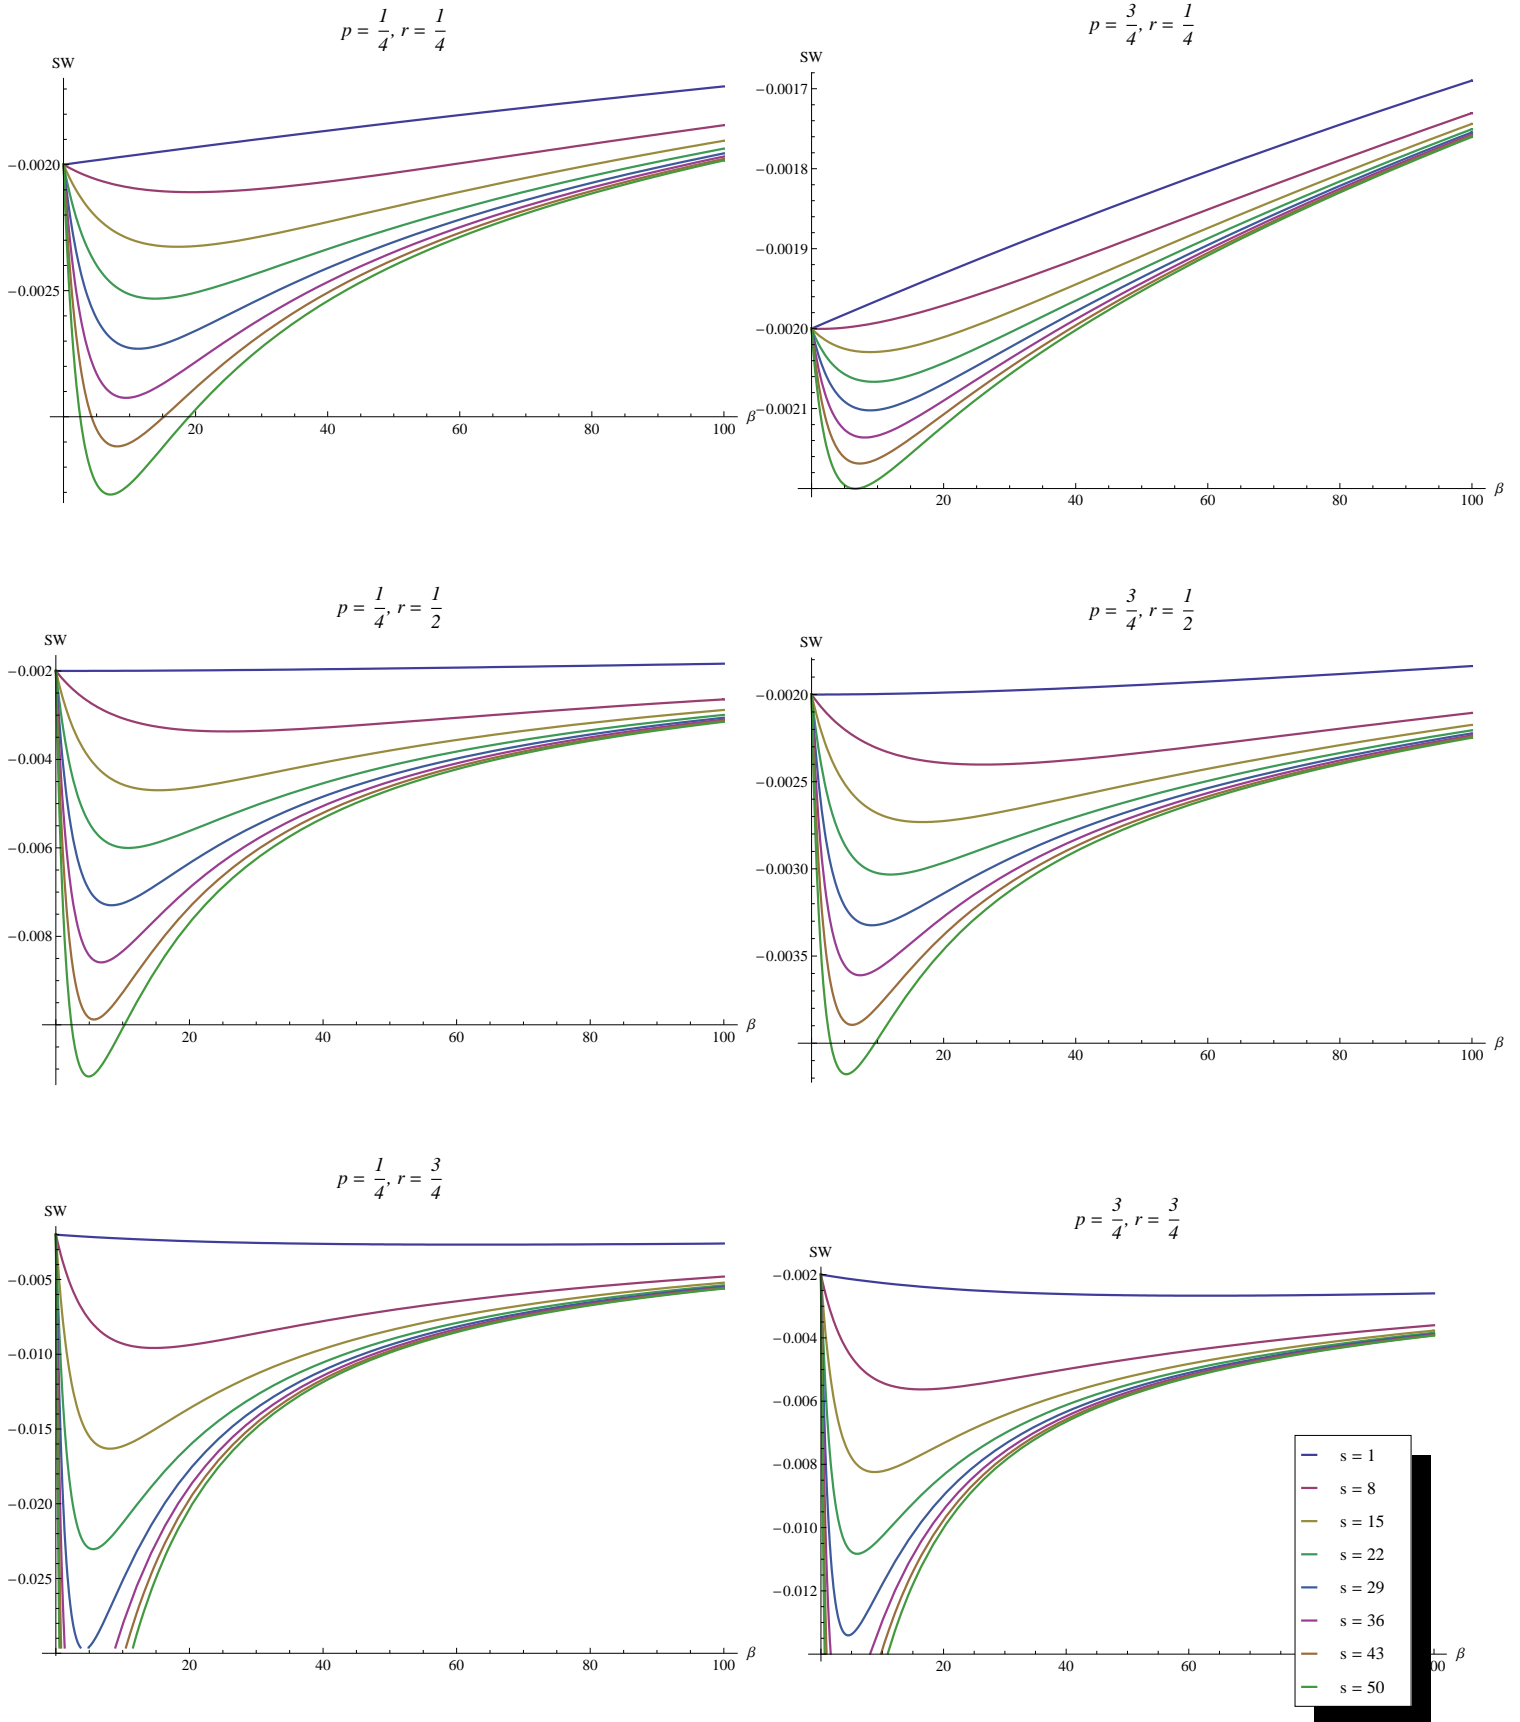 p = 1/4, r = 1/4
SW
−0.0020
−0.0025
20 40 60 80 100 β
p = 3/4, r = 1/4
SW
−0.0017
−0.0018
−0.0019
−0.0020
−0.0021
20 40 60 80 100 β
p = 1/4, r = 1/2
SW
−0.002
−0.004
−0.006
−0.008
20 40 60 80 100 β
p = 3/4, r = 1/2
SW
−0.0020
−0.0025
−0.0030
−0.0035
20 40 60 80 100 β
p = 1/4, r = 3/4
SW
−0.005
−0.010
−0.015
−0.020
−0.025
20 40 60 80 100 β
p = 3/4, r = 3/4
SW
−0.002
−0.004
−0.006
−0.008
−0.010
−0.012
20 40 60 00 β
s = 1
s = 8
s = 15
s = 22
s = 29
s = 36
s = 43
s = 50